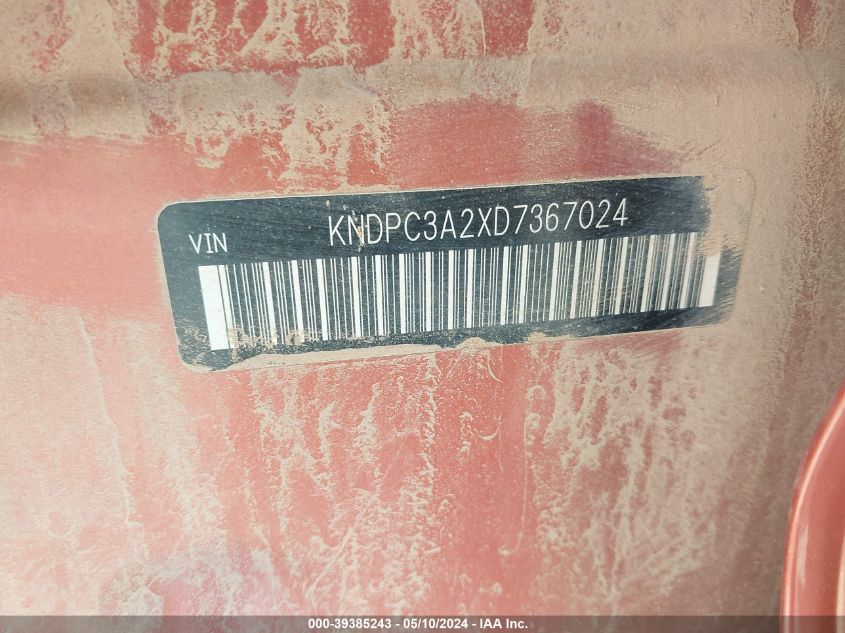 VIN KNDPC3A2XD7367024
000-39385243 - 05/10/2024 - IAA Inc.